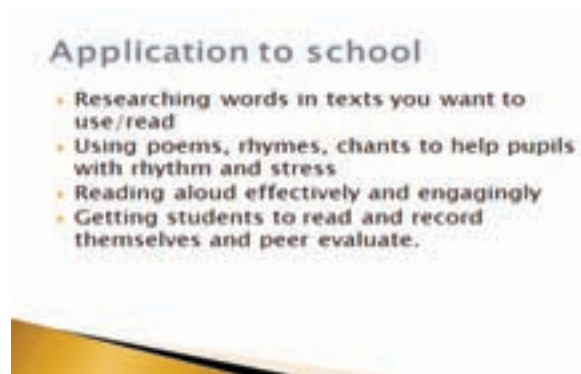 Application to school
• Researching words in texts you want to
use/read
• Using poems, rhymes, chants to help pupils
with rhythm and stress
• Reading aloud effectively and engagingly
• Getting students to read and record
themselves and peer evaluate.